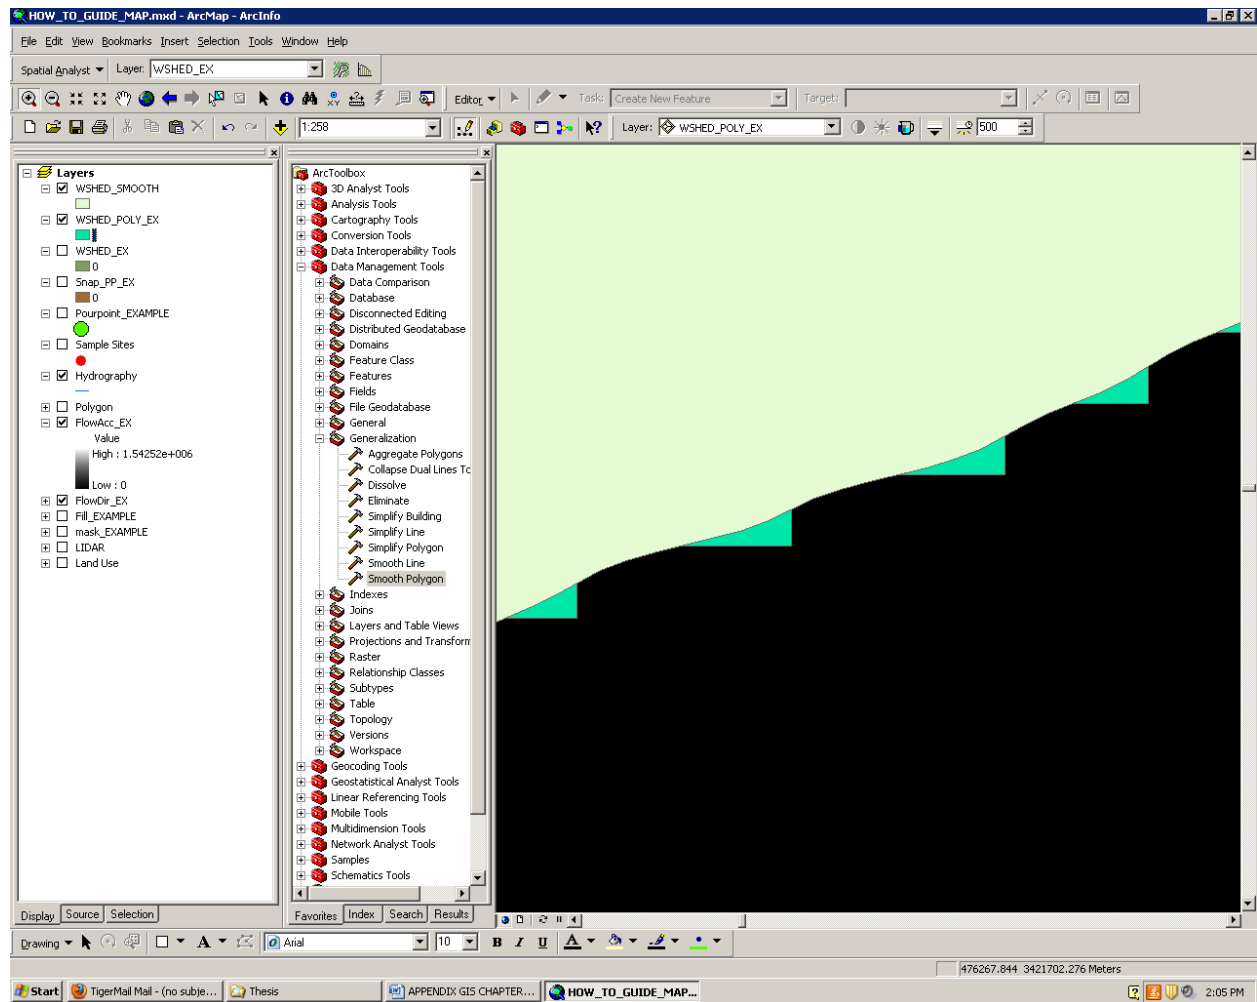 HOW_TO_GUIDE_MAP.mxd - ArcMap - ArcInfo
File Edit View Bookmarks Insert Selection Tools Window Help
Spatial Analyst Layer: WSHED_EX
Editor Task: Create New Feature Target:
1:258 Layer: WSHED_POLY_EX 500
Layers
WSHED_SMOOTH
WSHED_POLY_EX
WSHED_EX
0
Snap_PP_EX
0
Pourpoint_EXAMPLE
Sample Sites
Hydrography
Polygon
FlowAcc_EX
Value
High : 1.54252e+006
Low : 0
FlowDir_EX
Fill_EXAMPLE
mask_EXAMPLE
LIDAR
Land Use
Display Source Selection
ArcToolbox
3D Analyst Tools
Analysis Tools
Cartography Tools
Conversion Tools
Data Interoperability Tools
Data Management Tools
Data Comparison
Database
Disconnected Editing
Distributed Geodatabase
Domains
Feature Class
Features
Fields
File Geodatabase
General
Generalization
Aggregate Polygons
Collapse Dual Lines To
Dissolve
Eliminate
Simplify Building
Simplify Line
Simplify Polygon
Smooth Line
Smooth Polygon
Indexes
Joins
Layers and Table Views
Projections and Transform
Raster
Relationship Classes
Subtypes
Table
Topology
Versions
Workspace
Geocoding Tools
Geostatistical Analyst Tools
Linear Referencing Tools
Mobile Tools
Multidimension Tools
Network Analyst Tools
Samples
Schematics Tools
Favorites Index Search Results
Drawing A Arial 10 B I U A
476267.844 3421702.276 Meters
Start TigerMail Mail - (no subje... Thesis APPENDIX GIS CHAPTER... HOW_TO_GUIDE_MAP... 2:05 PM